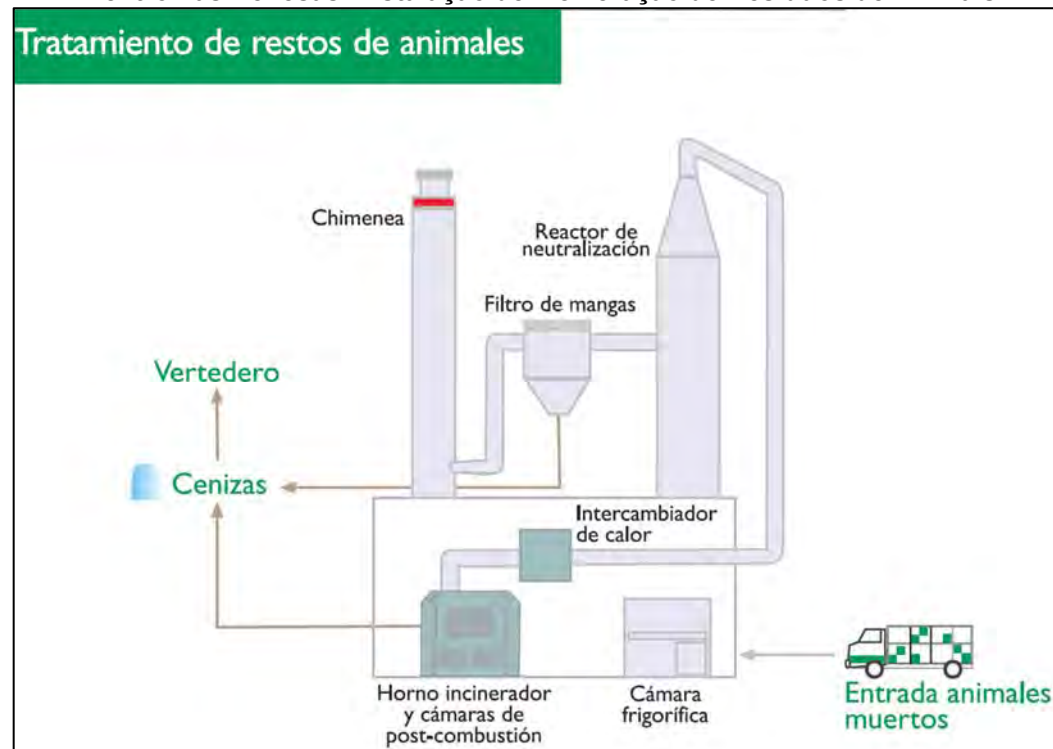 Tratamiento de restos de animales
Chimenea
Reactor de
neutralización
Filtro de mangas
Vertedero
Cenizas
Intercambiador
de calor
Horno incinerador
y cámaras de
post-combustión
Cámara
frigorífica
Entrada animales
muertos